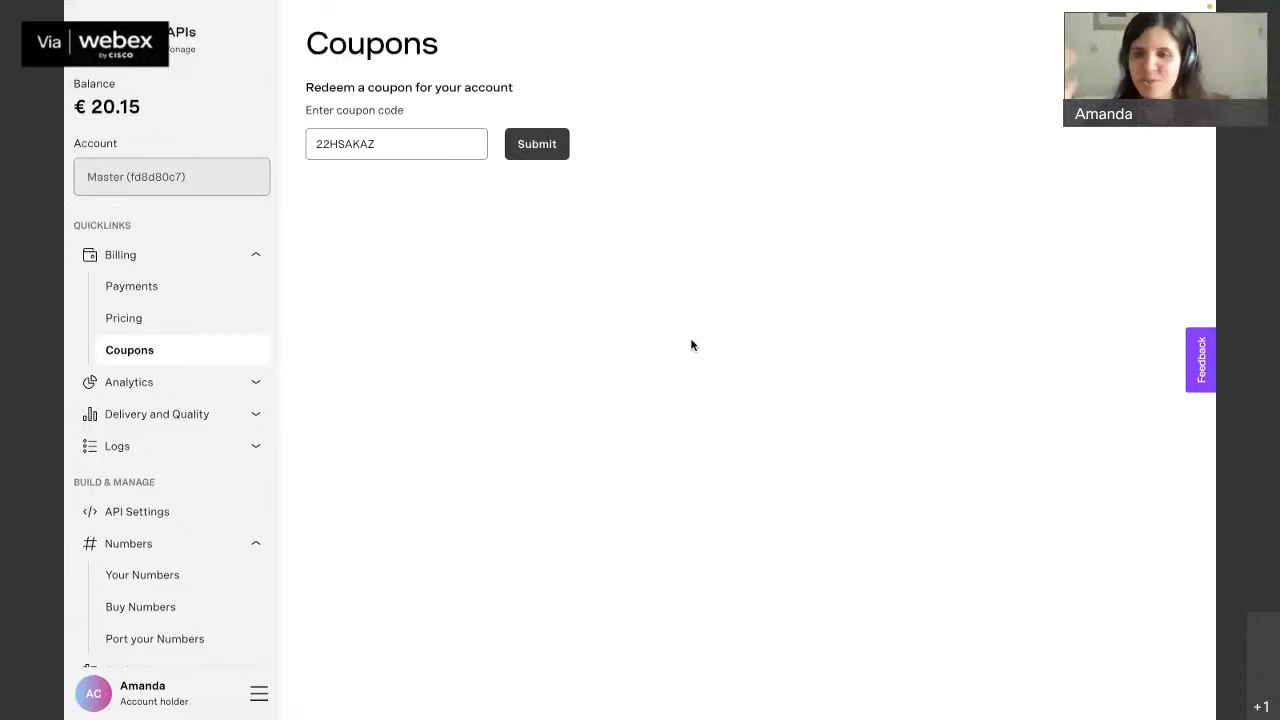 Via webex
by CISCO
APIs
onage
Balance
€ 20.15
Account
Master (fd8d80c7)
QUICKLINKS
Billing
Payments
Pricing
Coupons
Analytics
Delivery and Quality
Logs
BUILD & MANAGE
API Settings
Numbers
Your Numbers
Buy Numbers
Port your Numbers
AC
Amanda
Account holder
Coupons
Redeem a coupon for your account
Enter coupon code
22HSAKAZ
Submit
Amanda
Feedback
+1